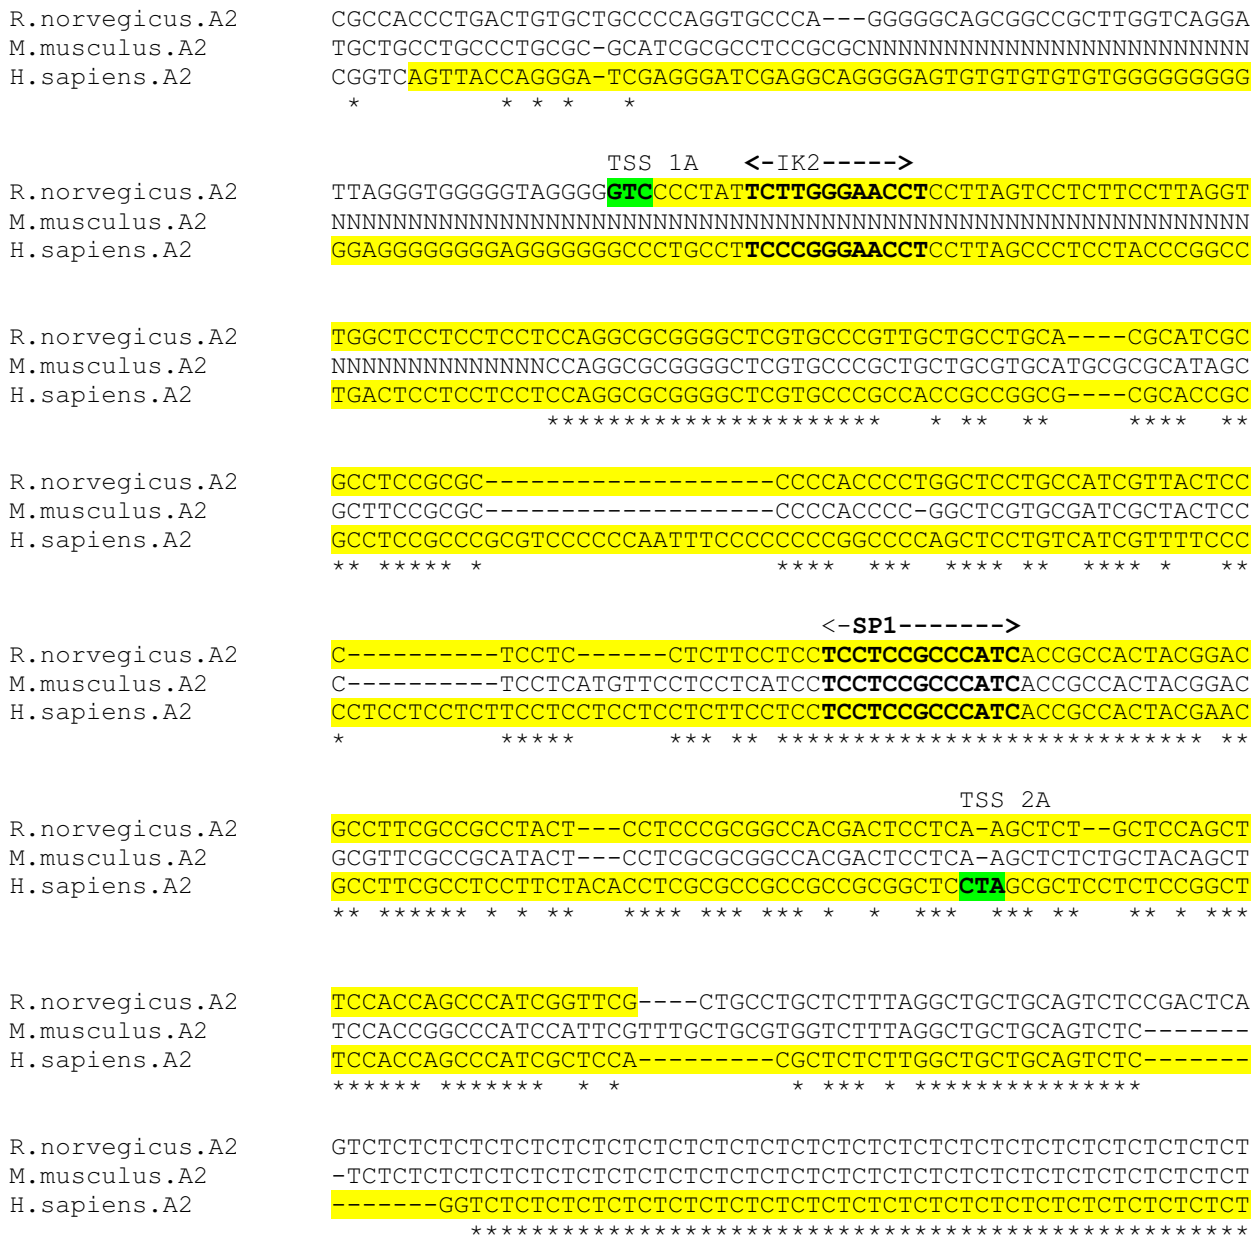 R.norvegicus.A2 CGCCACCCTGACTGTGCTGCCCCAGGTGCCCA---GGGGGCAGCGGCCGCTTGGTCAGGA
M.musculus.A2 TGCTGCCTGCCCTGCGC-GCATCGCGCCTCCGCGCNNNNNNNNNNNNNNNNNNNNNNNNN
H.sapiens.A2 CGGTCAGTTACCAGGGA-TCGAGGGATCGAGGCAGGGGAGTGTGTGTGTGTGGGGGGGGG
* * * * *
TSS 1A <-IK2----->
R.norvegicus.A2 TTAGGGTGGGGGTAGGGGGTCCCCTATTCTTGGGAACCTCCTTAGTCCTCTTCCTTAGGT
M.musculus.A2 NNNNNNNNNNNNNNNNNNNNNNNNNNNNNNNNNNNNNNNNNNNNNNNNNNNNNNNNNNNN
H.sapiens.A2 GGAGGGGGGGGAGGGGGGGCCCTGCCTTCCCGGGAACCTCCTTAGCCCTCCTACCCGGCC
R.norvegicus.A2 TGGCTCCTCCTCCTCCAGGCGCGGGGCTCGTGCCCGTTGCTGCCTGCA----CGCATCGC
M.musculus.A2 NNNNNNNNNNNNNNCCAGGCGCGGGGCTCGTGCCCGCTGCTGCGTGCATGCGCGCATAGC
H.sapiens.A2 TGACTCCTCCTCCTCCAGGCGCGGGGCTCGTGCCCGCCACCGCCGGCG----CGCACCGC
********************** * ** ** **** **
R.norvegicus.A2 GCCTCCGCGC-------------------CCCCACCCCTGGCTCCTGCCATCGTTACTCC
M.musculus.A2 GCTTCCGCGC-------------------CCCCACCCC-GGCTCGTGCGATCGCTACTCC
H.sapiens.A2 GCCTCCGCCCGCGTCCCCCCAATTTCCCCCCCCGGCCCCAGCTCCTGTCATCGTTTTCCC
** ***** * **** *** **** ** **** * **
<-SP1------->
R.norvegicus.A2 C----------TCCTC------CTCTTCCTCCTCCTCCGCCCATCACCGCCACTACGGAC
M.musculus.A2 C----------TCCTCATGTTCCTCCTCATCCTCCTCCGCCCATCACCGCCACTACGGAC
H.sapiens.A2 CCTCCTCCTCTTCCTCCTCCTCCTCTTCCTCCTCCTCCGCCCATCACCGCCACTACGAAC
* ***** *** ** **************************** **
TSS 2A
R.norvegicus.A2 GCCTTCGCCGCCTACT---CCTCCCGCGGCCACGACTCCTCA-AGCTCT--GCTCCAGCT
M.musculus.A2 GCGTTCGCCGCATACT---CCTCGCGCGGCCACGACTCCTCA-AGCTCTCTGCTACAGCT
H.sapiens.A2 GCCTTCGCCTCCTTCTACACCTCGCGCCGCCGCCGCGGCTCCTAGCGCTCCTCTCCGGCT
** ****** * * ** **** *** *** * * *** *** ** ** * ***
R.norvegicus.A2 TCCACCAGCCCATCGGTTCG----CTGCCTGCTCTTTAGGCTGCTGCAGTCTCCGACTCA
M.musculus.A2 TCCACCGGCCCATCCATTCGTTTGCTGCGTGGTCTTTAGGCTGCTGCAGTCTC-------
H.sapiens.A2 TCCACCAGCCCATCGCTCCA---------CGCTCTCTTGGCTGCTGCAGTCTC-------
****** ******* * * * *** * ***************
R.norvegicus.A2 GTCTCTCTCTCTCTCTCTCTCTCTCTCTCTCTCTCTCTCTCTCTCTCTCTCTCTCTCTCT
M.musculus.A2 -TCTCTCTCTCTCTCTCTCTCTCTCTCTCTCTCTCTCTCTCTCTCTCTCTCTCTCTCTCT
H.sapiens.A2 -------GGTCTCTCTCTCTCTCTCTCTCTCTCTCTCTCTCTCTCTCTCTCTCTCTCTCT
***************************************************